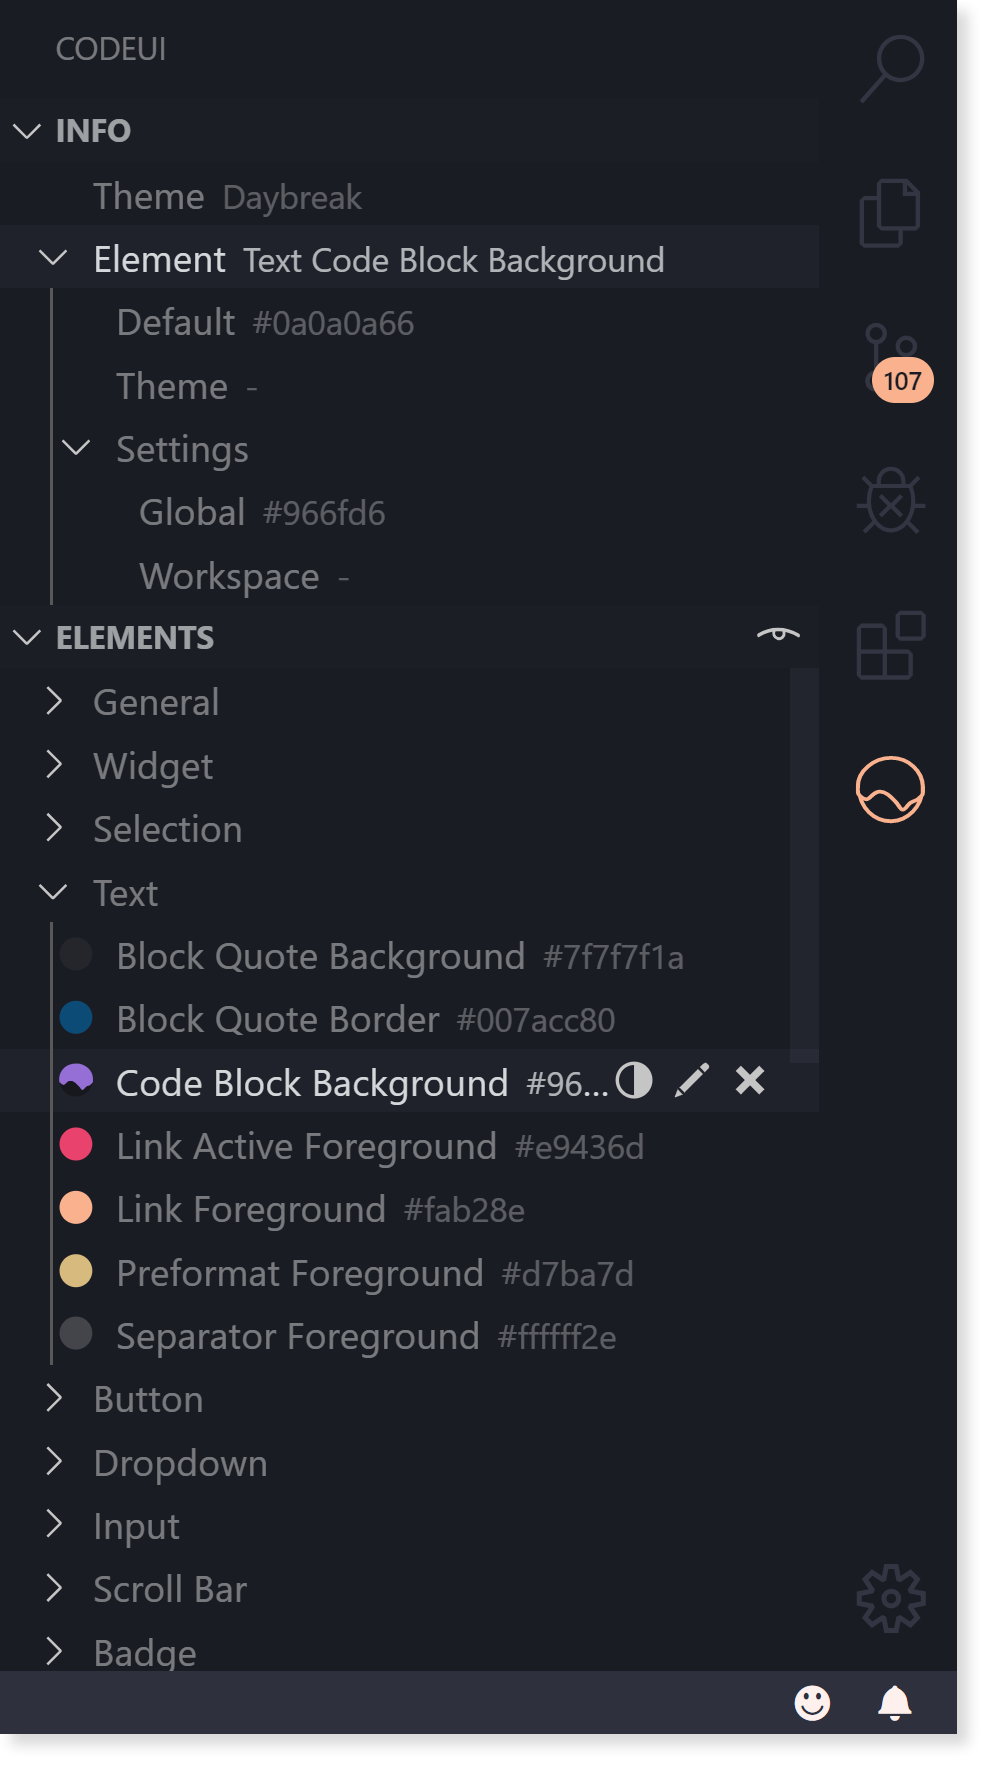 CODEUI
INFO
Theme Daybreak
Element Text Code Block Background
Default #0a0a0a66
Theme -
Settings
Global #966fd6
Workspace -
ELEMENTS
General
Widget
Selection
Text
Block Quote Background #7f7f7f1a
Block Quote Border #007acc80
Code Block Background #96...
Link Active Foreground #e9436d
Link Foreground #fab28e
Preformat Foreground #d7ba7d
Separator Foreground #ffffff2e
Button
Dropdown
Input
Scroll Bar
Badge
107